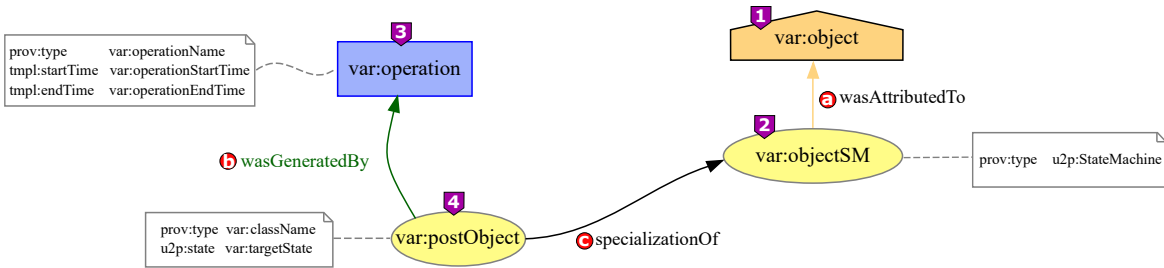 1
var:object
3
prov:type var:operationName
tmpl:startTime var:operationStartTime
tmpl:endTime var:operationEndTime
var:operation
a wasAttributedTo
2
b wasGeneratedBy
var:objectSM
prov:type u2p:StateMachine
4
prov:type var:className
u2p:state var:targetState
var:postObject
c specializationOf